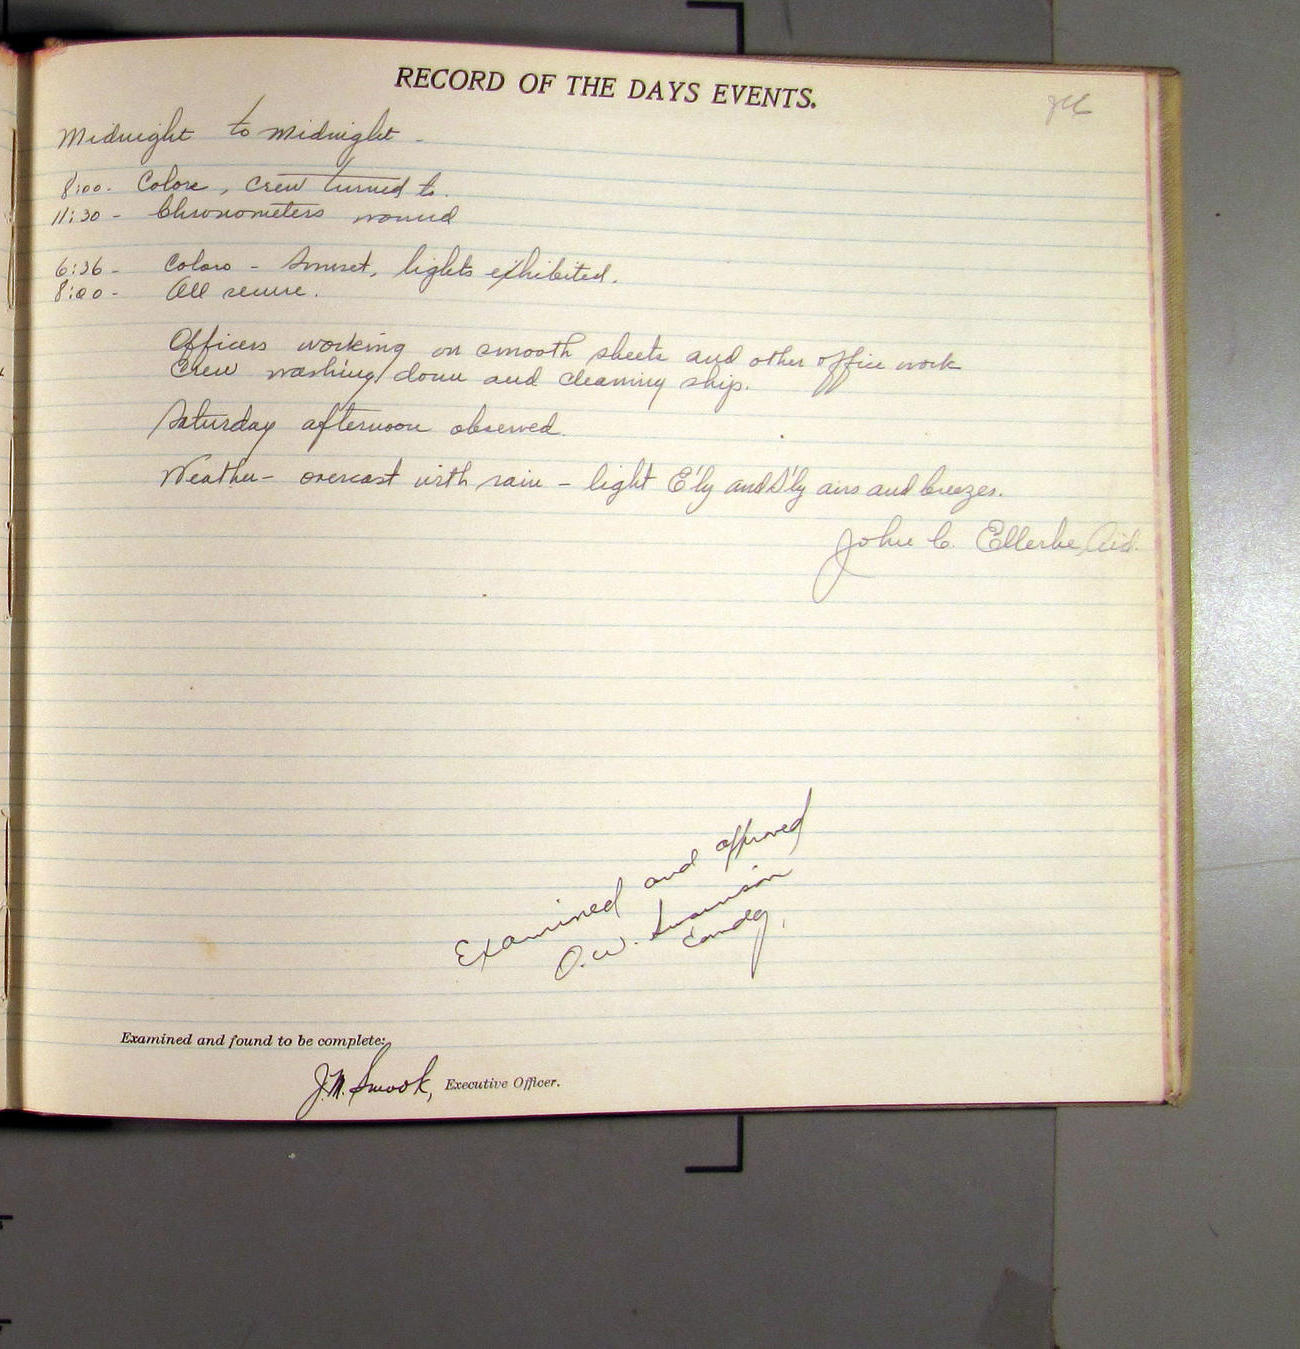 RECORD OF THE DAYS EVENTS.
Midnight to Midnight -
8:00 - Colors, crew turned to.
11:30 - Chronometers wound
6:36 - Colors - Sunset, lights exhibited.
8:00 - All secure.
Officers working on smooth sheets and other office work
Crew washing down and cleaning ship.
Saturday afternoon observed.
Weather - overcast with rain - light E'ly and S'ly airs and breezes.
John C. Ellerbe, Aid.
Examined and approved
O.W. Swainson
Comdg.
Examined and found to be complete:
J.N. Smook, Executive Officer.